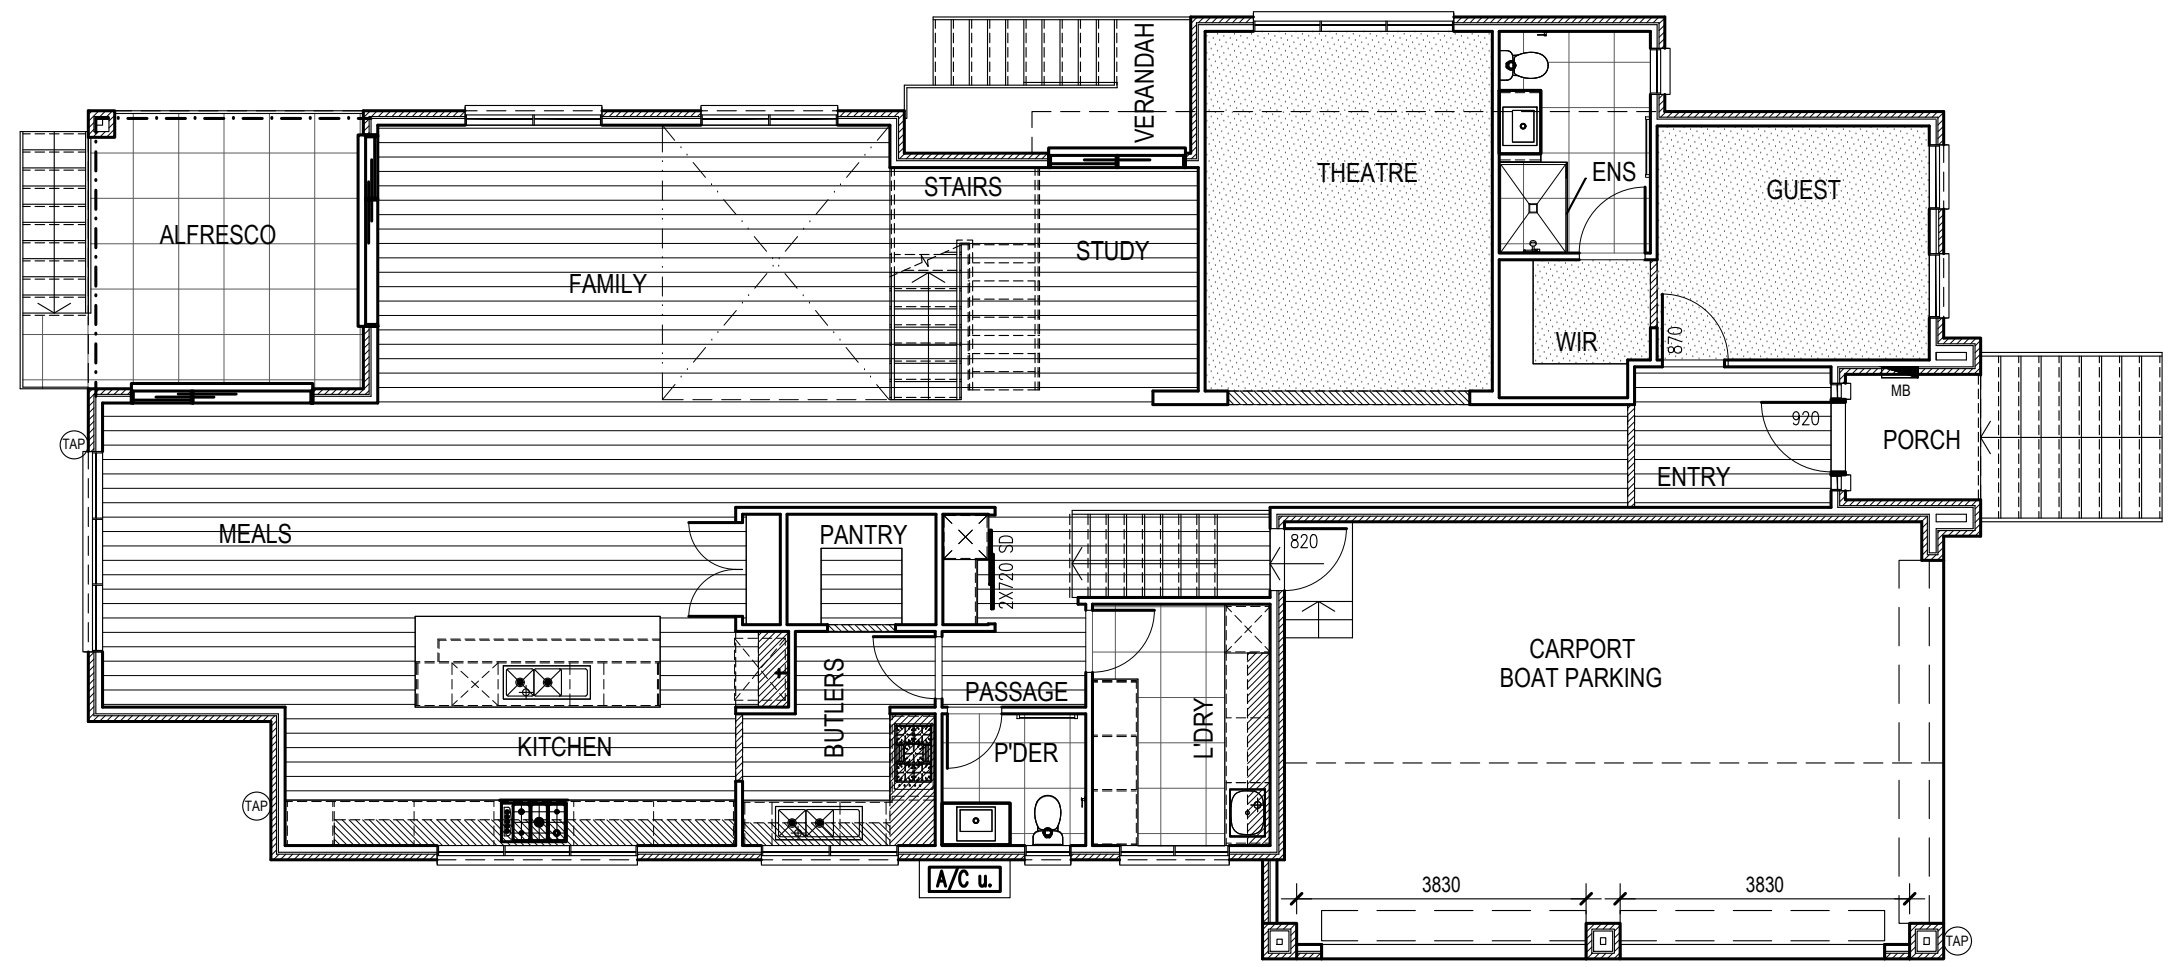 VERANDAH
THEATRE
ENS
GUEST
STAIRS
STUDY
ALFRESCO
FAMILY
WIR
870
MB
920
PORCH
TAP
ENTRY
MEALS
PANTRY
2X720 SD
820
CARPORT
BOAT PARKING
BUTLERS
PASSAGE
KITCHEN
P'DER
L'DRY
TAP
A/C u.
3830
3830
TAP